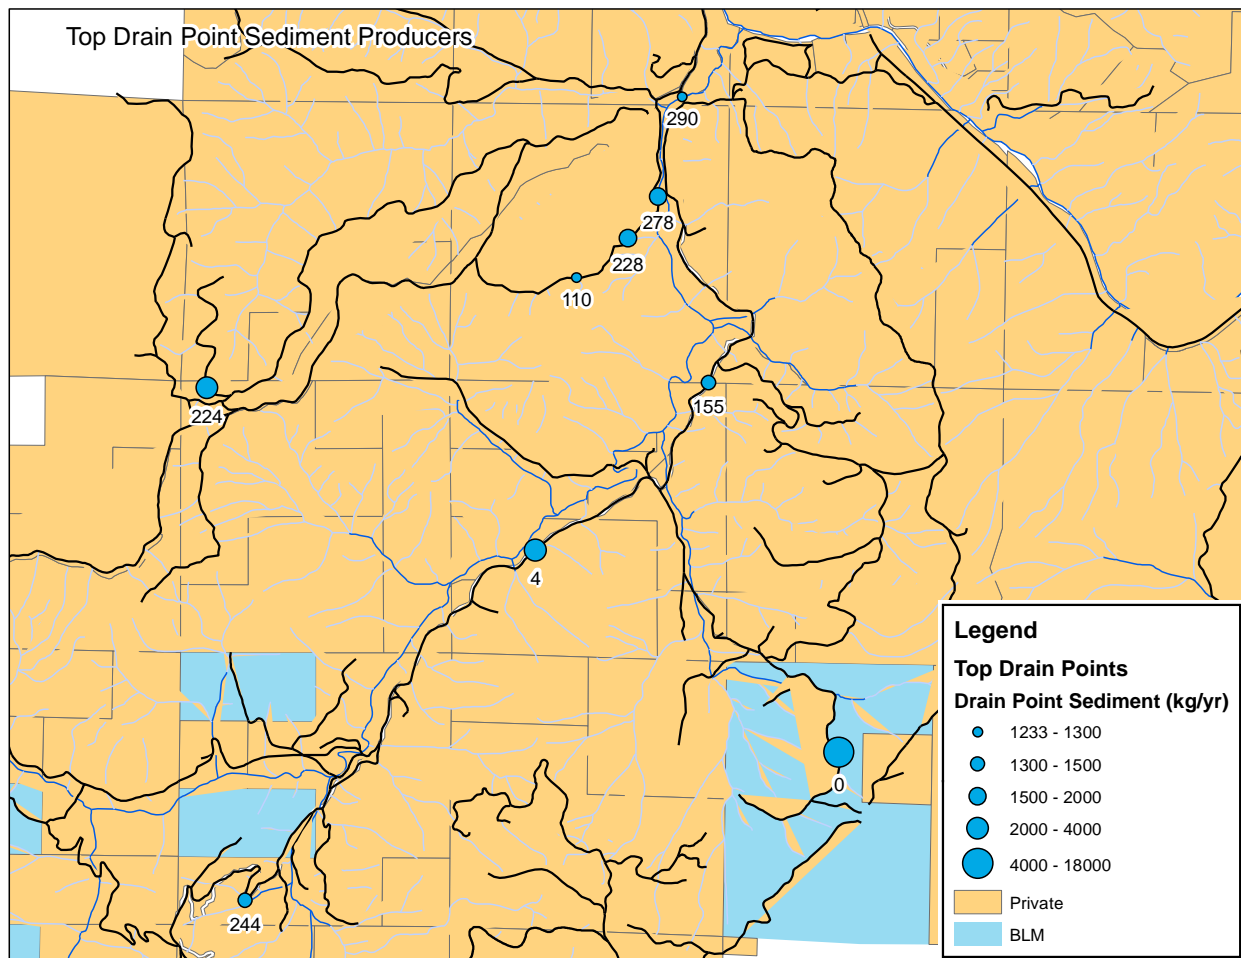 Top Drain Point Sediment Producers
290
278
228
110
224
155
4
0
244
Legend
Top Drain Points
Drain Point Sediment (kg/yr)
1233 - 1300
1300 - 1500
1500 - 2000
2000 - 4000
4000 - 18000
Private
BLM